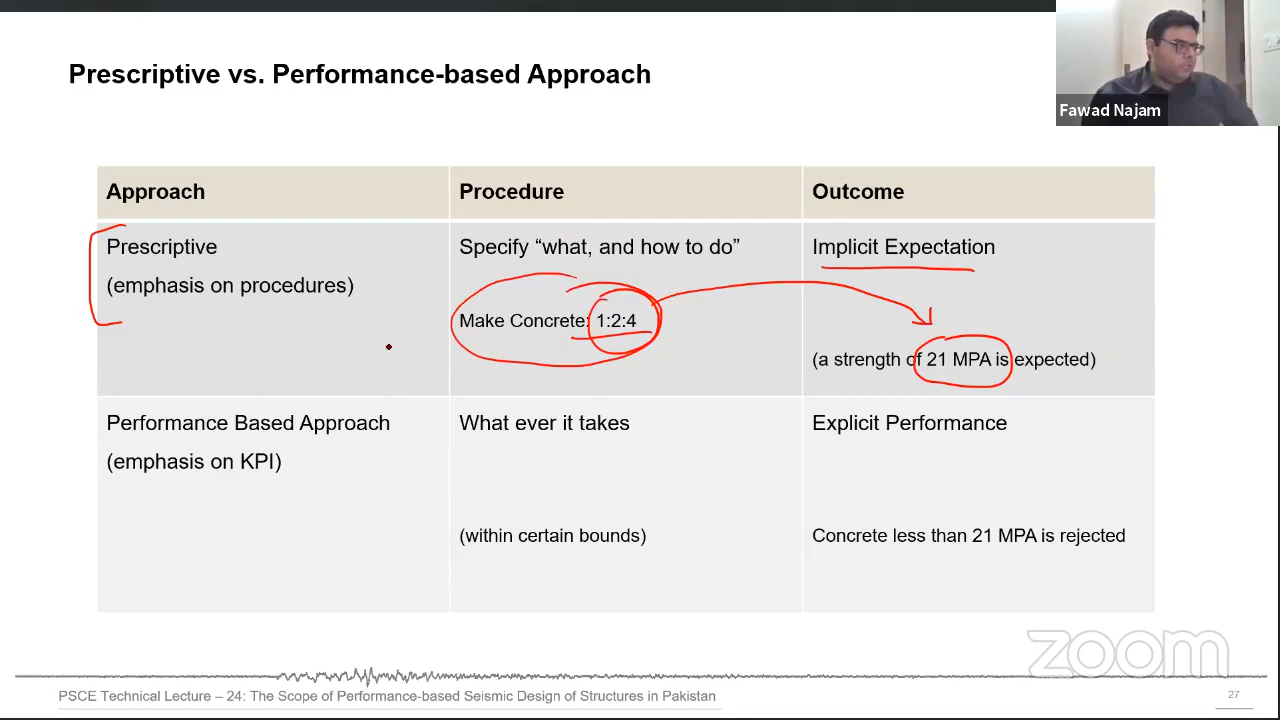 Prescriptive vs. Performance-based Approach
Fawad Najam
Approach Procedure Outcome
Prescriptive
(emphasis on procedures)
Specify “what, and how to do”
Make Concrete: 1:2:4
Implicit Expectation
(a strength of 21 MPA is expected)
Performance Based Approach
(emphasis on KPI)
What ever it takes
(within certain bounds)
Explicit Performance
Concrete less than 21 MPA is rejected
zoom
PSCE Technical Lecture – 24: The Scope of Performance-based Seismic Design of Structures in Pakistan
27